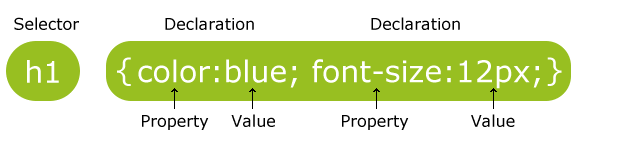 Selector Declaration Declaration
h1 {color:blue; font-size:12px;}
Property Value Property Value